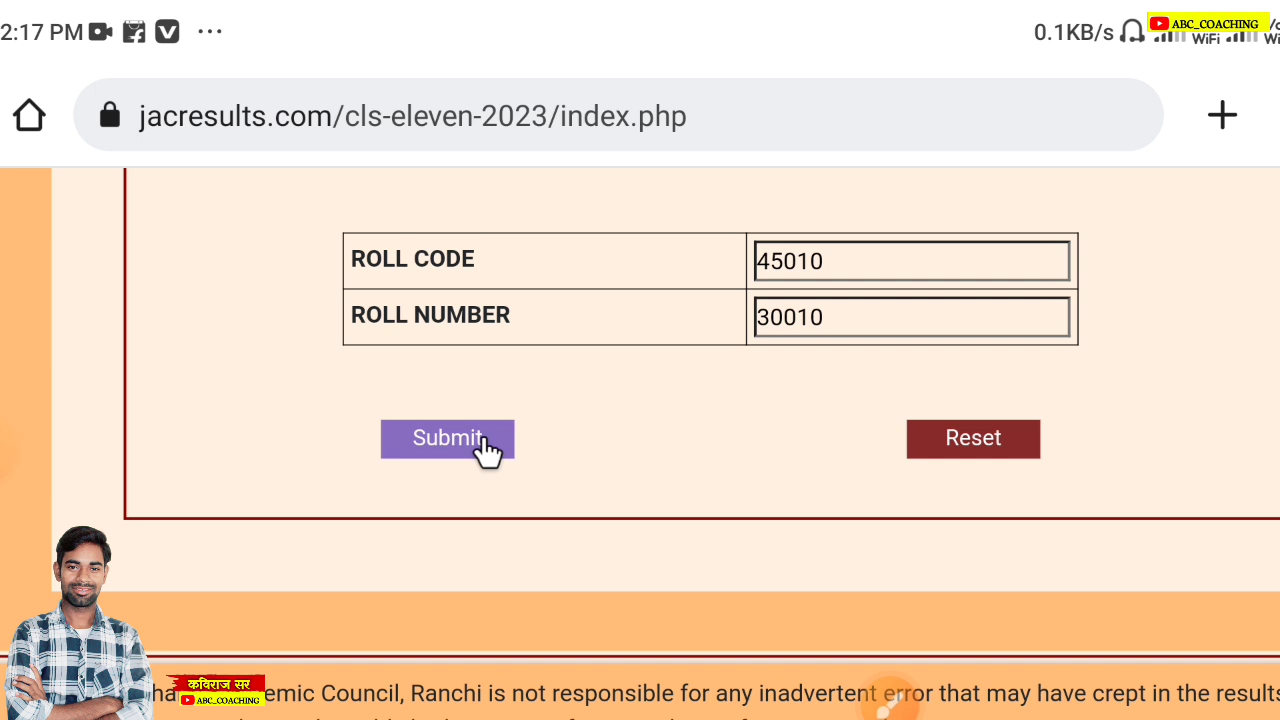 2:17 PM ... 0.1KB/s WiFi
ABC_COACHING
jacresults.com/cls-eleven-2023/index.php
ROLL CODE 45010
ROLL NUMBER 30010
Submit Reset
कविराज सर
ABC_COACHING
emic Council, Ranchi is not responsible for any inadvertent error that may have crept in the results